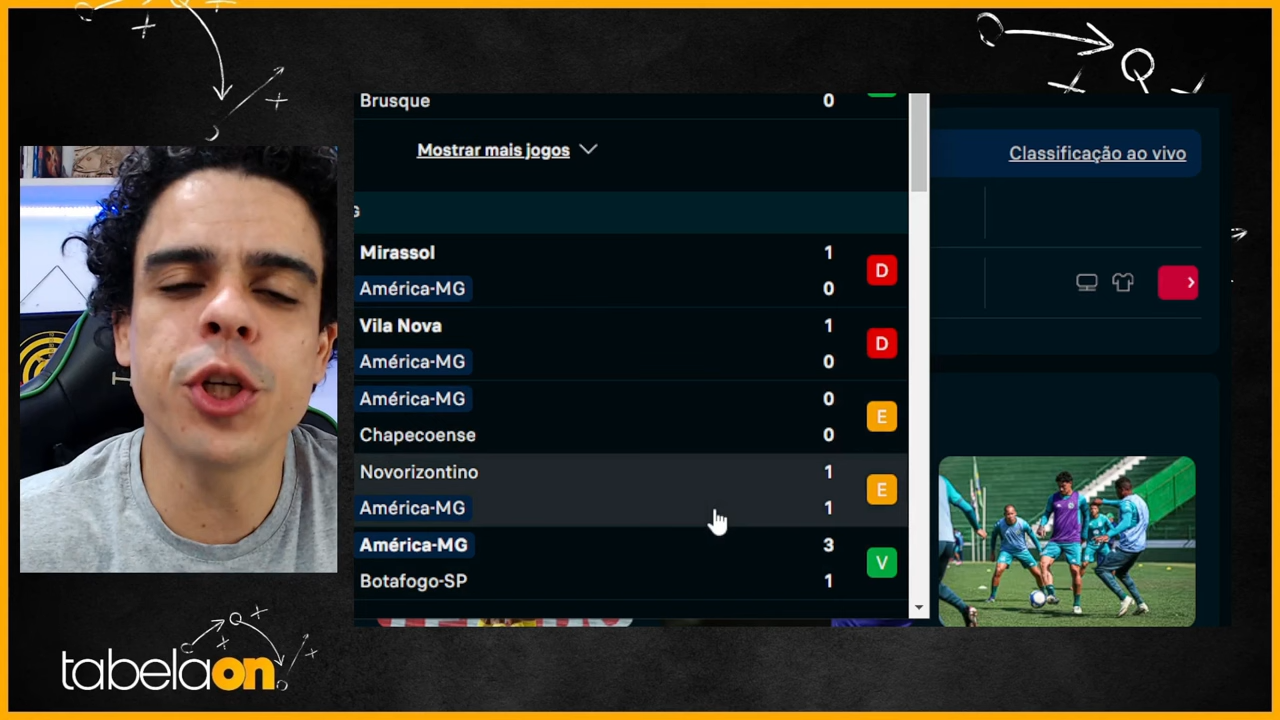 Brusque 0
Mostrar mais jogos
Classificação ao vivo
G
Mirassol 1
América-MG 0
D
Vila Nova 1
América-MG 0
D
América-MG 0
Chapecoense 0
E
Novorizontino 1
América-MG 1
E
América-MG 3
Botafogo-SP 1
V
tabelaon